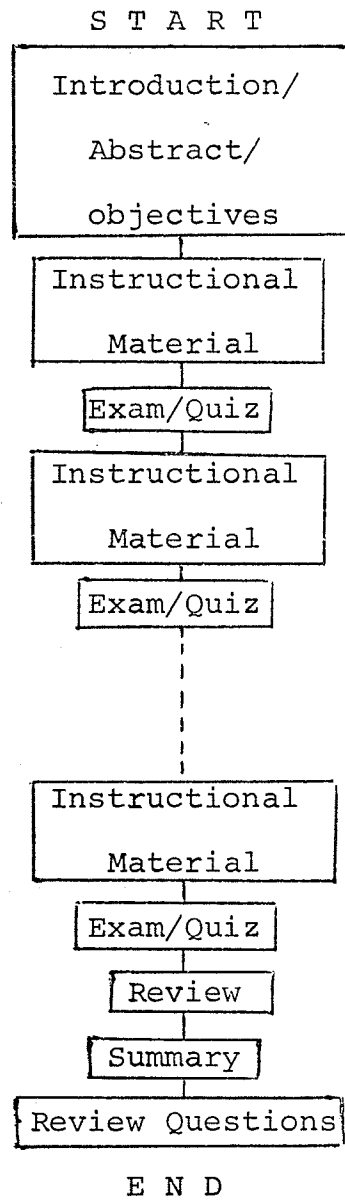 S T A R T
Introduction/
Abstract/
objectives
Instructional
Material
Exam/Quiz
Instructional
Material
Exam/Quiz
Instructional
Material
Exam/Quiz
Review
Summary
Review Questions
E N D